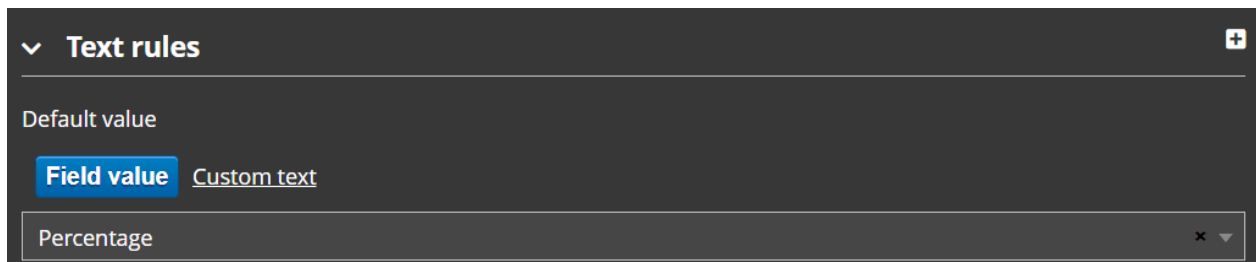 Text rules
Default value
Field value Custom text
Percentage